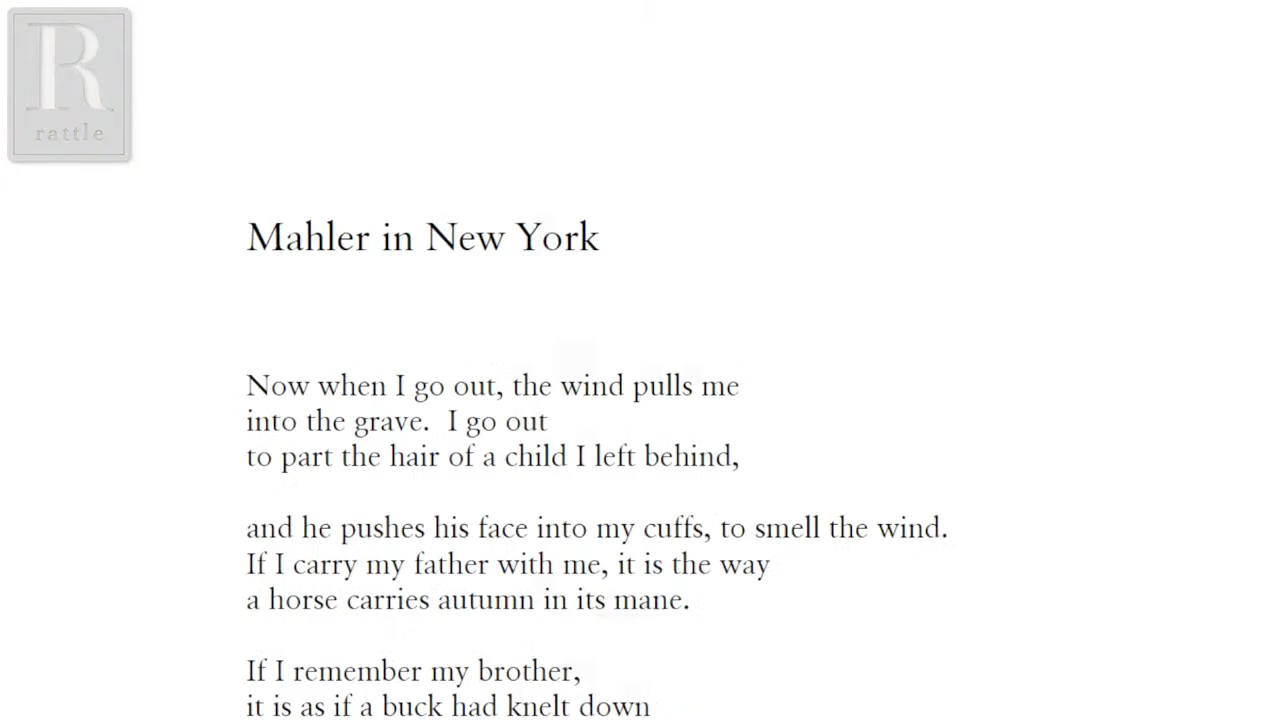 R
rattle
Mahler in New York
Now when I go out, the wind pulls me
into the grave.  I go out
to part the hair of a child I left behind,
and he pushes his face into my cuffs, to smell the wind.
If I carry my father with me, it is the way
a horse carries autumn in its mane.
If I remember my brother,
it is as if a buck had knelt down